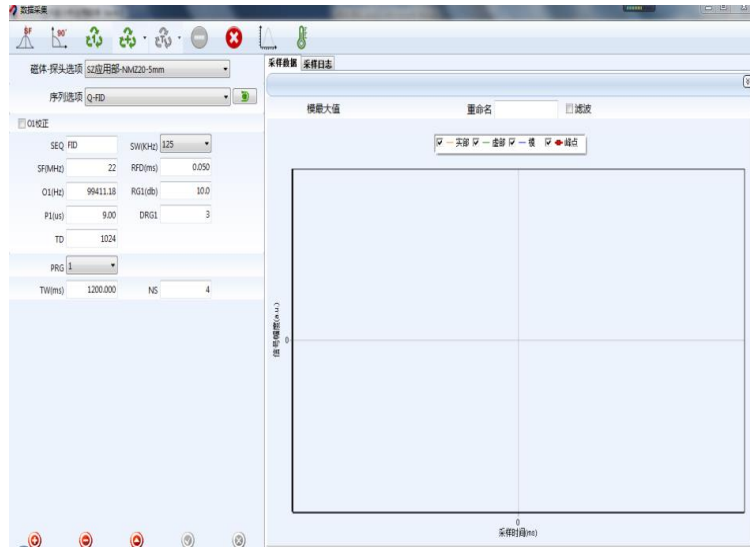 数据采集
SF 90°
磁体-探头选项 SZ应用部-NMZ20-5mm
序列选项 Q-FID
O1校正
SEQ FID SW(KHz) 125
SF(MHz) 22 RFD(ms) 0.050
O1(Hz) 99411.18 RG1(db) 10.0
P1(us) 9.00 DRG1 3
TD 1024
PRG 1
TW(ms) 1200.000 NS 4
采样数据 采样日志
模最大值 重命名 滤波
实部 虚部 模 峰点
信号幅度(a.u.)
0
0
采样时间(ms)